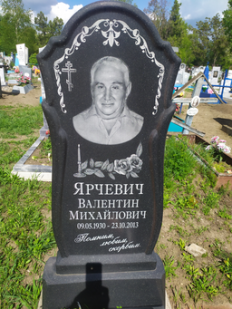 ЯРЧЕВИЧ
ВАЛЕНТИН
МИХАЙЛОВИЧ
09.05.1930 - 23.10.2013
Помним,
любим,
скорбим